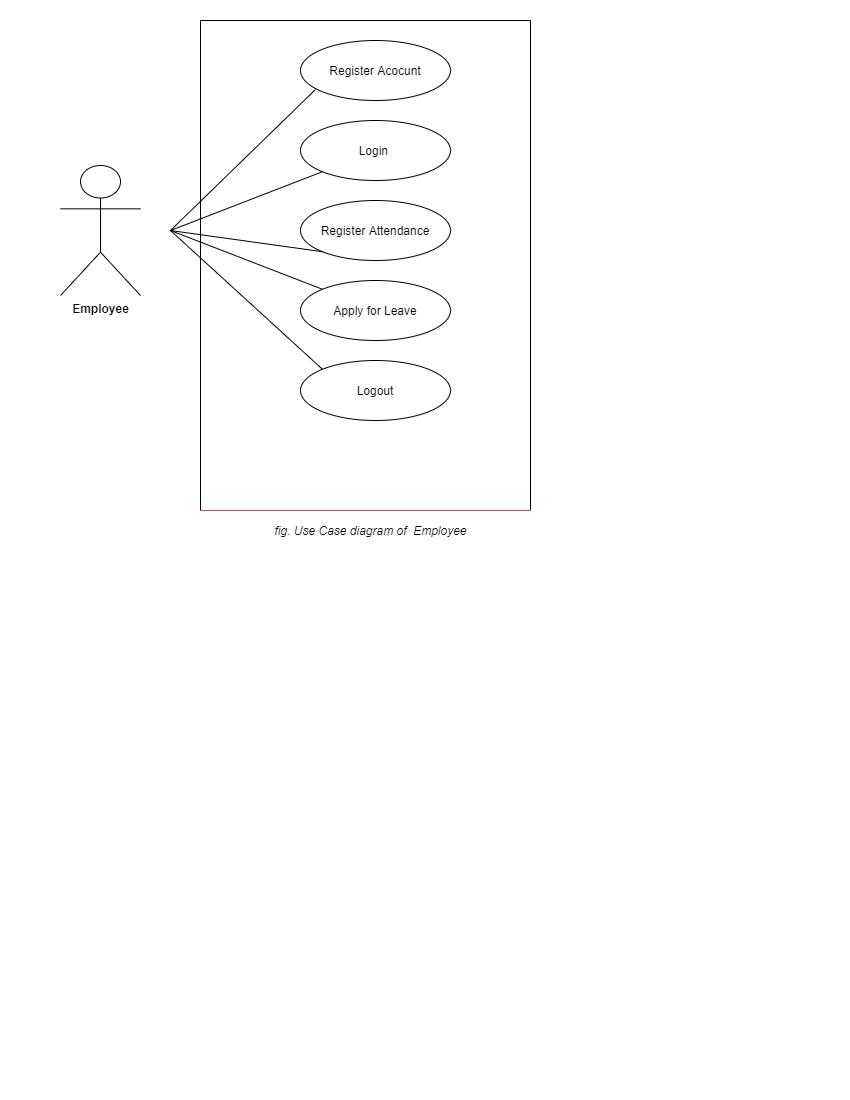 Register Acocunt
Login
Register Attendance
Apply for Leave
Logout
Employee
fig. Use Case diagram of  Employee